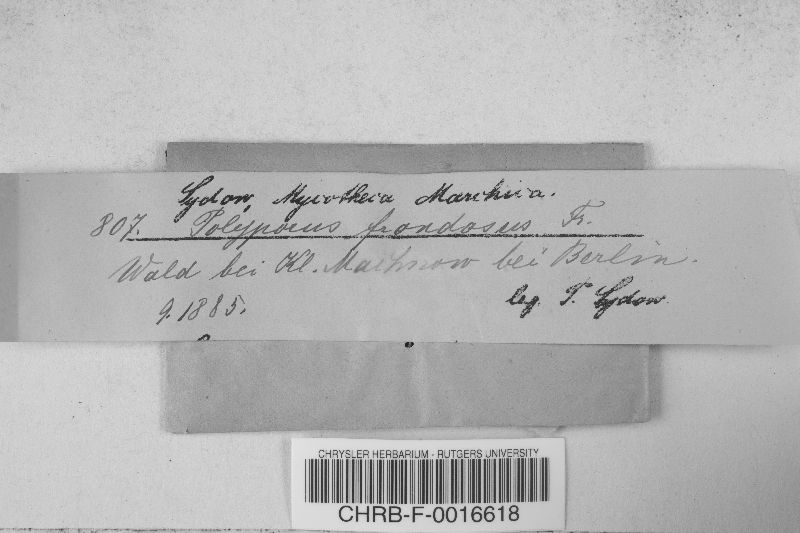 Sydow, Mycotheca Marchica.
807. Polyporus frondosus Fr.
Wald bei Kl. Machnow bei Berlin.
9.1885.
leg. P. Sydow
CHRYSLER HERBARIUM - RUTGERS UNIVERSITY
CHRB-F-0016618